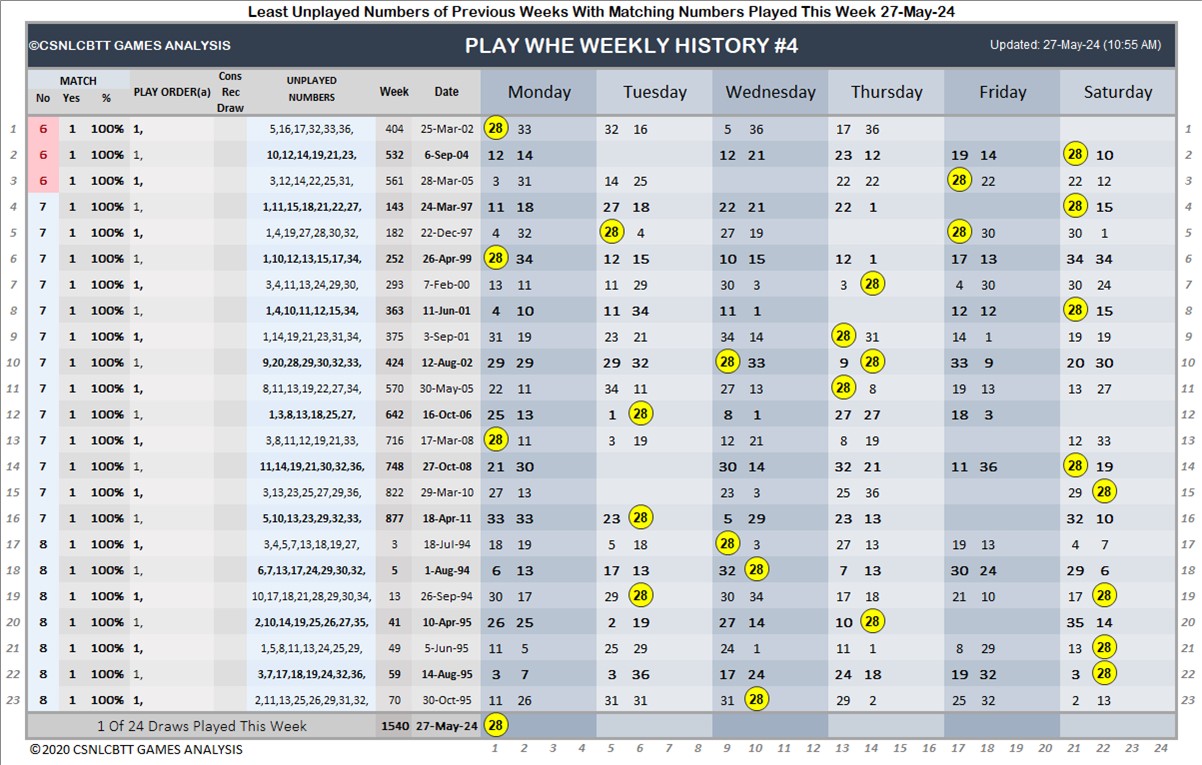 Least Unplayed Numbers of Previous Weeks With Matching Numbers Played This Week 27-May-24
©CSNLCBTT GAMES ANALYSIS PLAY WHE WEEKLY HISTORY #4 Updated: 27-May-24 (10:55 AM)
MATCH No Yes % PLAY ORDER(a) Cons Rec Draw UNPLAYED NUMBERS Week Date Monday Tuesday Wednesday Thursday Friday Saturday
1 6 1 100% 1, 5,16,17,32,33,36, 404 25-Mar-02 28 33 32 16 5 36 17 36 1
2 6 1 100% 1, 10,12,14,19,21,23, 532 6-Sep-04 12 14 12 21 23 12 19 14 28 10 2
3 6 1 100% 1, 3,12,14,22,25,31, 561 28-Mar-05 3 31 14 25 22 22 28 22 22 12 3
4 7 1 100% 1, 1,11,15,18,21,22,27, 143 24-Mar-97 11 18 27 18 22 21 22 1 28 15 4
5 7 1 100% 1, 1,4,19,27,28,30,32, 182 22-Dec-97 4 32 28 4 27 19 28 30 30 1 5
6 7 1 100% 1, 1,10,12,13,15,17,34, 252 26-Apr-99 28 34 12 15 10 15 12 1 17 13 34 34 6
7 7 1 100% 1, 3,4,11,13,24,29,30, 293 7-Feb-00 13 11 11 29 30 3 3 28 4 30 30 24 7
8 7 1 100% 1, 1,4,10,11,12,15,34, 363 11-Jun-01 4 10 11 34 11 1 12 12 28 15 8
9 7 1 100% 1, 1,14,19,21,23,31,34, 375 3-Sep-01 31 19 23 21 34 14 28 31 14 1 19 19 9
10 7 1 100% 1, 9,20,28,29,30,32,33, 424 12-Aug-02 29 29 29 32 28 33 9 28 33 9 20 30 10
11 7 1 100% 1, 8,11,13,19,22,27,34, 570 30-May-05 22 11 34 11 27 13 28 8 19 13 13 27 11
12 7 1 100% 1, 1,3,8,13,18,25,27, 642 16-Oct-06 25 13 1 28 8 1 27 27 18 3 12
13 7 1 100% 1, 3,8,11,12,19,21,33, 716 17-Mar-08 28 11 3 19 12 21 8 19 12 33 13
14 7 1 100% 1, 11,14,19,21,30,32,36, 748 27-Oct-08 21 30 30 14 32 21 11 36 28 19 14
15 7 1 100% 1, 3,13,23,25,27,29,36, 822 29-Mar-10 27 13 23 3 25 36 29 28 15
16 7 1 100% 1, 5,10,13,23,29,32,33, 877 18-Apr-11 33 33 23 28 5 29 23 13 32 10 16
17 8 1 100% 1, 3,4,5,7,13,18,19,27, 3 18-Jul-94 18 19 5 18 28 3 27 13 19 13 4 7 17
18 8 1 100% 1, 6,7,13,17,24,29,30,32, 5 1-Aug-94 6 13 17 13 32 28 7 13 30 24 29 6 18
19 8 1 100% 1, 10,17,18,21,28,29,30,34, 13 26-Sep-94 30 17 29 28 30 34 17 18 21 10 17 28 19
20 8 1 100% 1, 2,10,14,19,25,26,27,35, 41 10-Apr-95 26 25 2 19 27 14 10 28 35 14 20
21 8 1 100% 1, 1,5,8,11,13,24,25,29, 49 5-Jun-95 11 5 25 29 24 1 11 1 8 29 13 28 21
22 8 1 100% 1, 3,7,17,18,19,24,32,36, 59 14-Aug-95 3 7 3 36 17 24 24 18 19 32 3 28 22
23 8 1 100% 1, 2,11,13,25,26,29,31,32, 70 30-Oct-95 11 26 31 31 31 28 29 2 25 32 2 13 23
1 Of 24 Draws Played This Week 1540 27-May-24 28
©2020 CSNLCBTT GAMES ANALYSIS 1 2 3 4 5 6 7 8 9 10 11 12 13 14 15 16 17 18 19 20 21 22 23 24